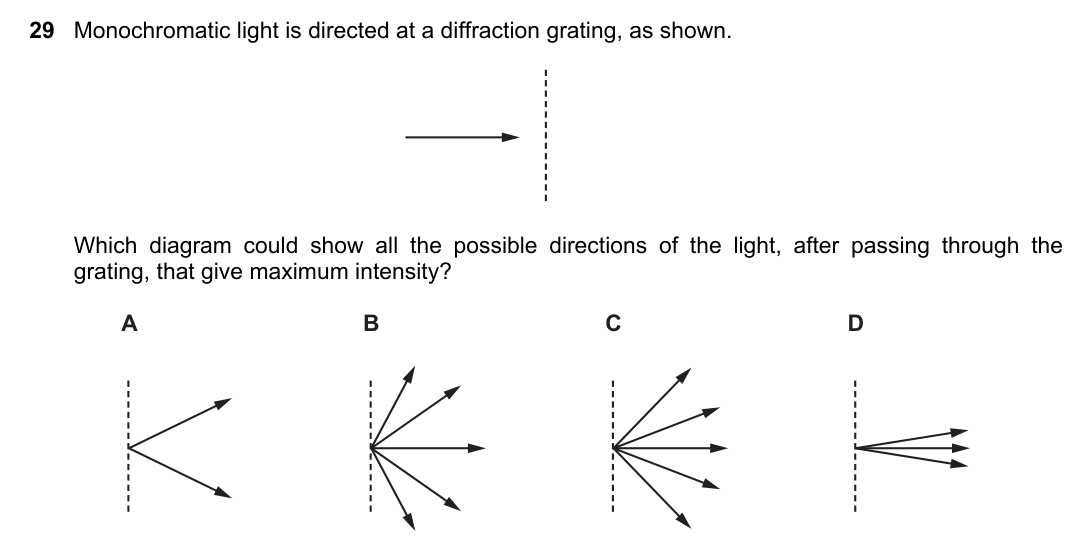 29 Monochromatic light is directed at a diffraction grating, as shown.
Which diagram could show all the possible directions of the light, after passing through the
grating, that give maximum intensity?
A B C D